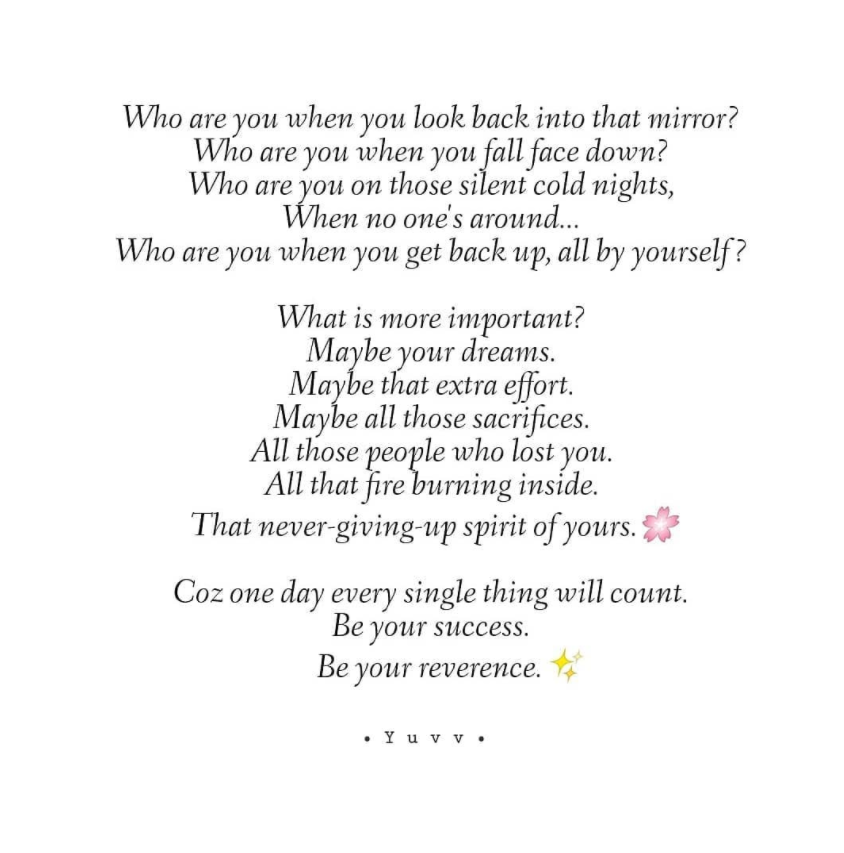 Who are you when you look back into that mirror?
Who are you when you fall face down?
Who are you on those silent cold nights,
When no one's around...
Who are you when you get back up, all by yourself?
What is more important?
Maybe your dreams.
Maybe that extra effort.
Maybe all those sacrifices.
All those people who lost you.
All that fire burning inside.
That never-giving-up spirit of yours. 🌸
Coz one day every single thing will count.
Be your success.
Be your reverence. ✨
• Y u v v •